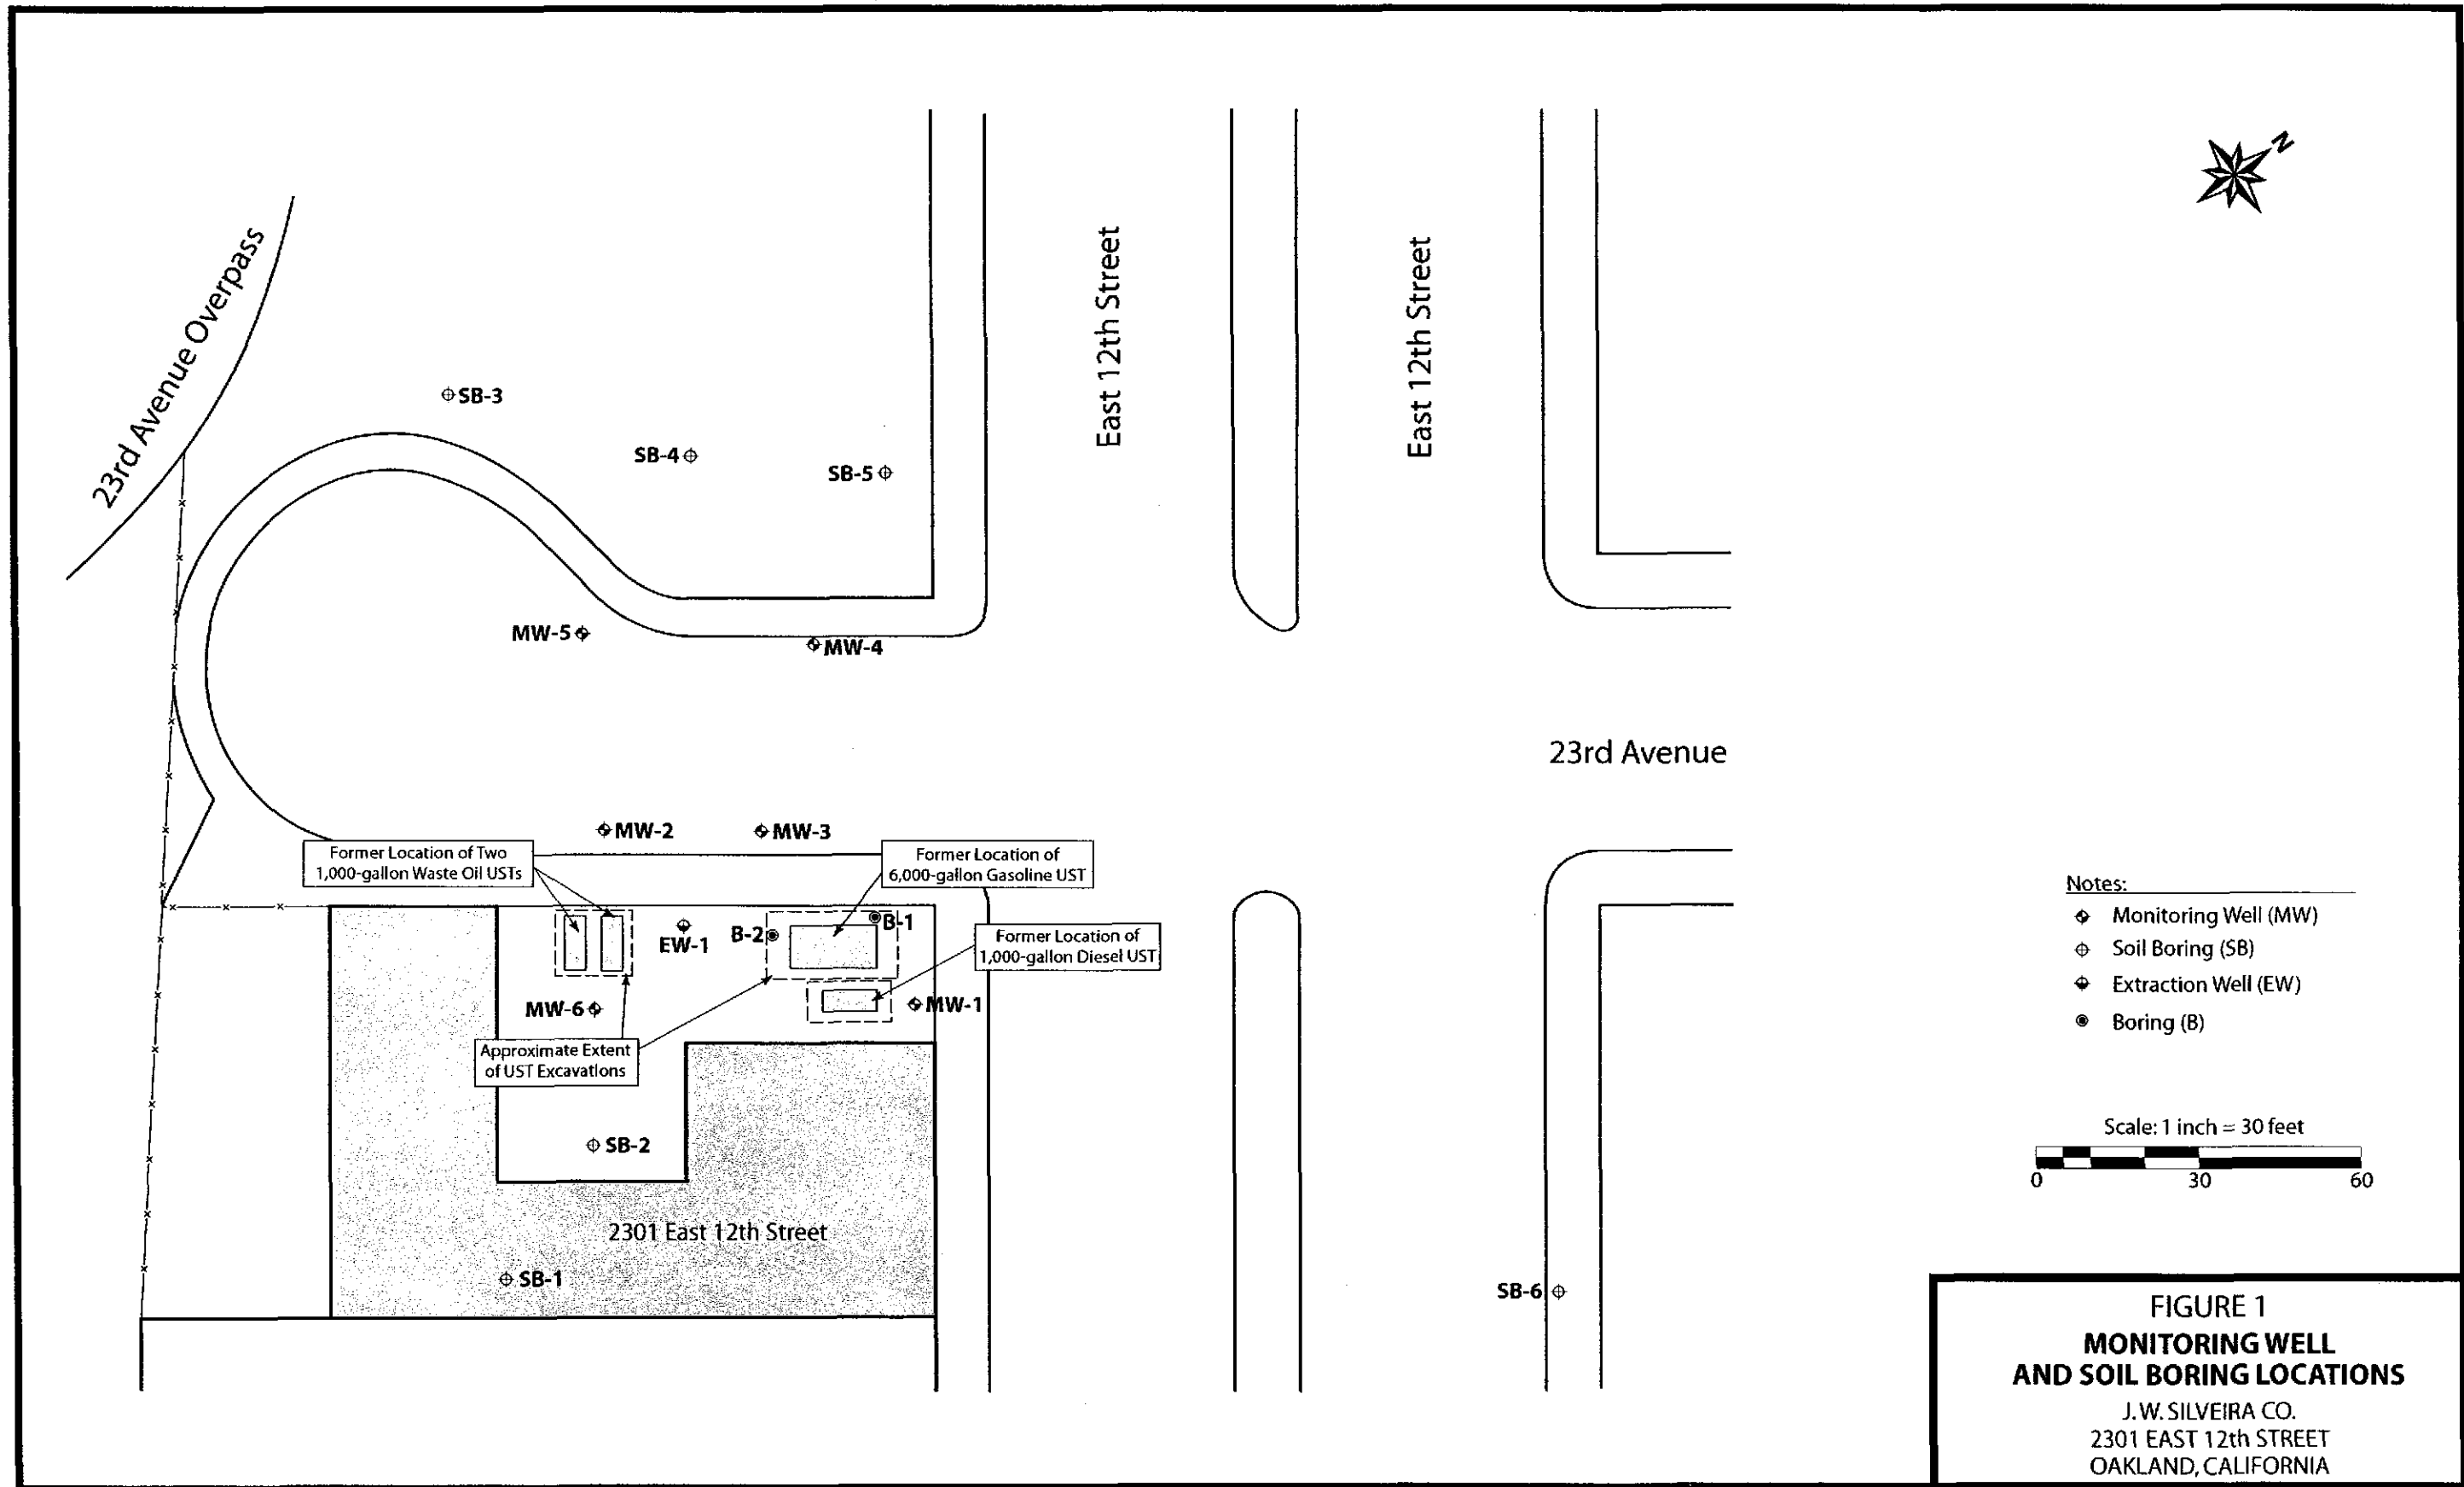 N
23rd Avenue Overpass
East 12th Street
East 12th Street
SB-3
SB-4
SB-5
MW-5
MW-4
23rd Avenue
MW-2
MW-3
Former Location of Two
1,000-gallon Waste Oil USTs
Former Location of
6,000-gallon Gasoline UST
B-1
B-2
EW-1
Former Location of
1,000-gallon Diesel UST
MW-6
MW-1
Approximate Extent
of UST Excavations
SB-2
2301 East 12th Street
SB-1
SB-6
Notes:
Monitoring Well (MW)
Soil Boring (SB)
Extraction Well (EW)
Boring (B)
Scale: 1 inch = 30 feet
0 30 60
FIGURE 1
MONITORING WELL
AND SOIL BORING LOCATIONS
J.W. SILVEIRA CO.
2301 EAST 12th STREET
OAKLAND, CALIFORNIA